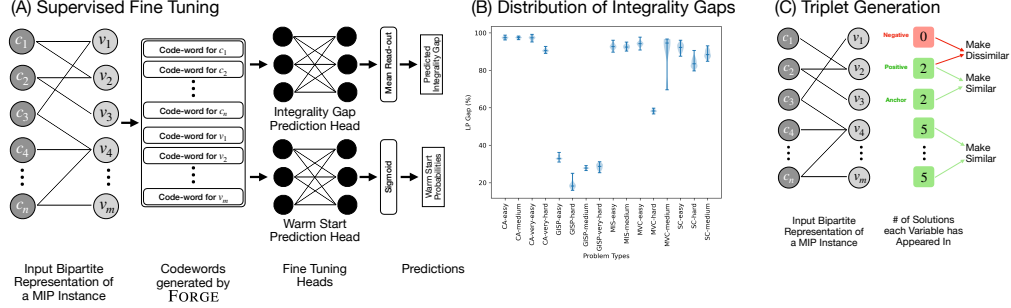 (A) Supervised Fine Tuning
c1
c2
c3
c4
cn
v1
v2
v3
v4
vm
Code-word for c1
Code-word for c2
Code-word for cn
Code-word for v1
Code-word for v2
Code-word for vm
Integrality Gap
Prediction Head
Warm Start
Prediction Head
Mean Read-out
Sigmoid
Predicted
Integrality Gap
Warm Start
Probabilities
Input Bipartite
Representation of
a MIP Instance
Codewords
generated by
FORGE
Fine Tuning
Heads
Predictions
(B) Distribution of Integrality Gaps
LP Gap (%)
100
80
60
40
20
CA-easy
CA-medium
CA-very-easy
CA-very-hard
GISP-easy
GISP-hard
GISP-medium
GISP-very-hard
MIS-easy
MIS-medium
MVC-easy
MVC-hard
MVC-medium
SC-easy
SC-hard
SC-medium
Problem Types
(C) Triplet Generation
c1
c2
c3
c4
cn
v1
v2
v3
v4
vm
Negative
Positive
Anchor
0
2
2
5
5
Make
Dissimilar
Make
Similar
Make
Similar
Input Bipartite
Representation of
a MIP Instance
# of Solutions
each Variable has
Appeared In